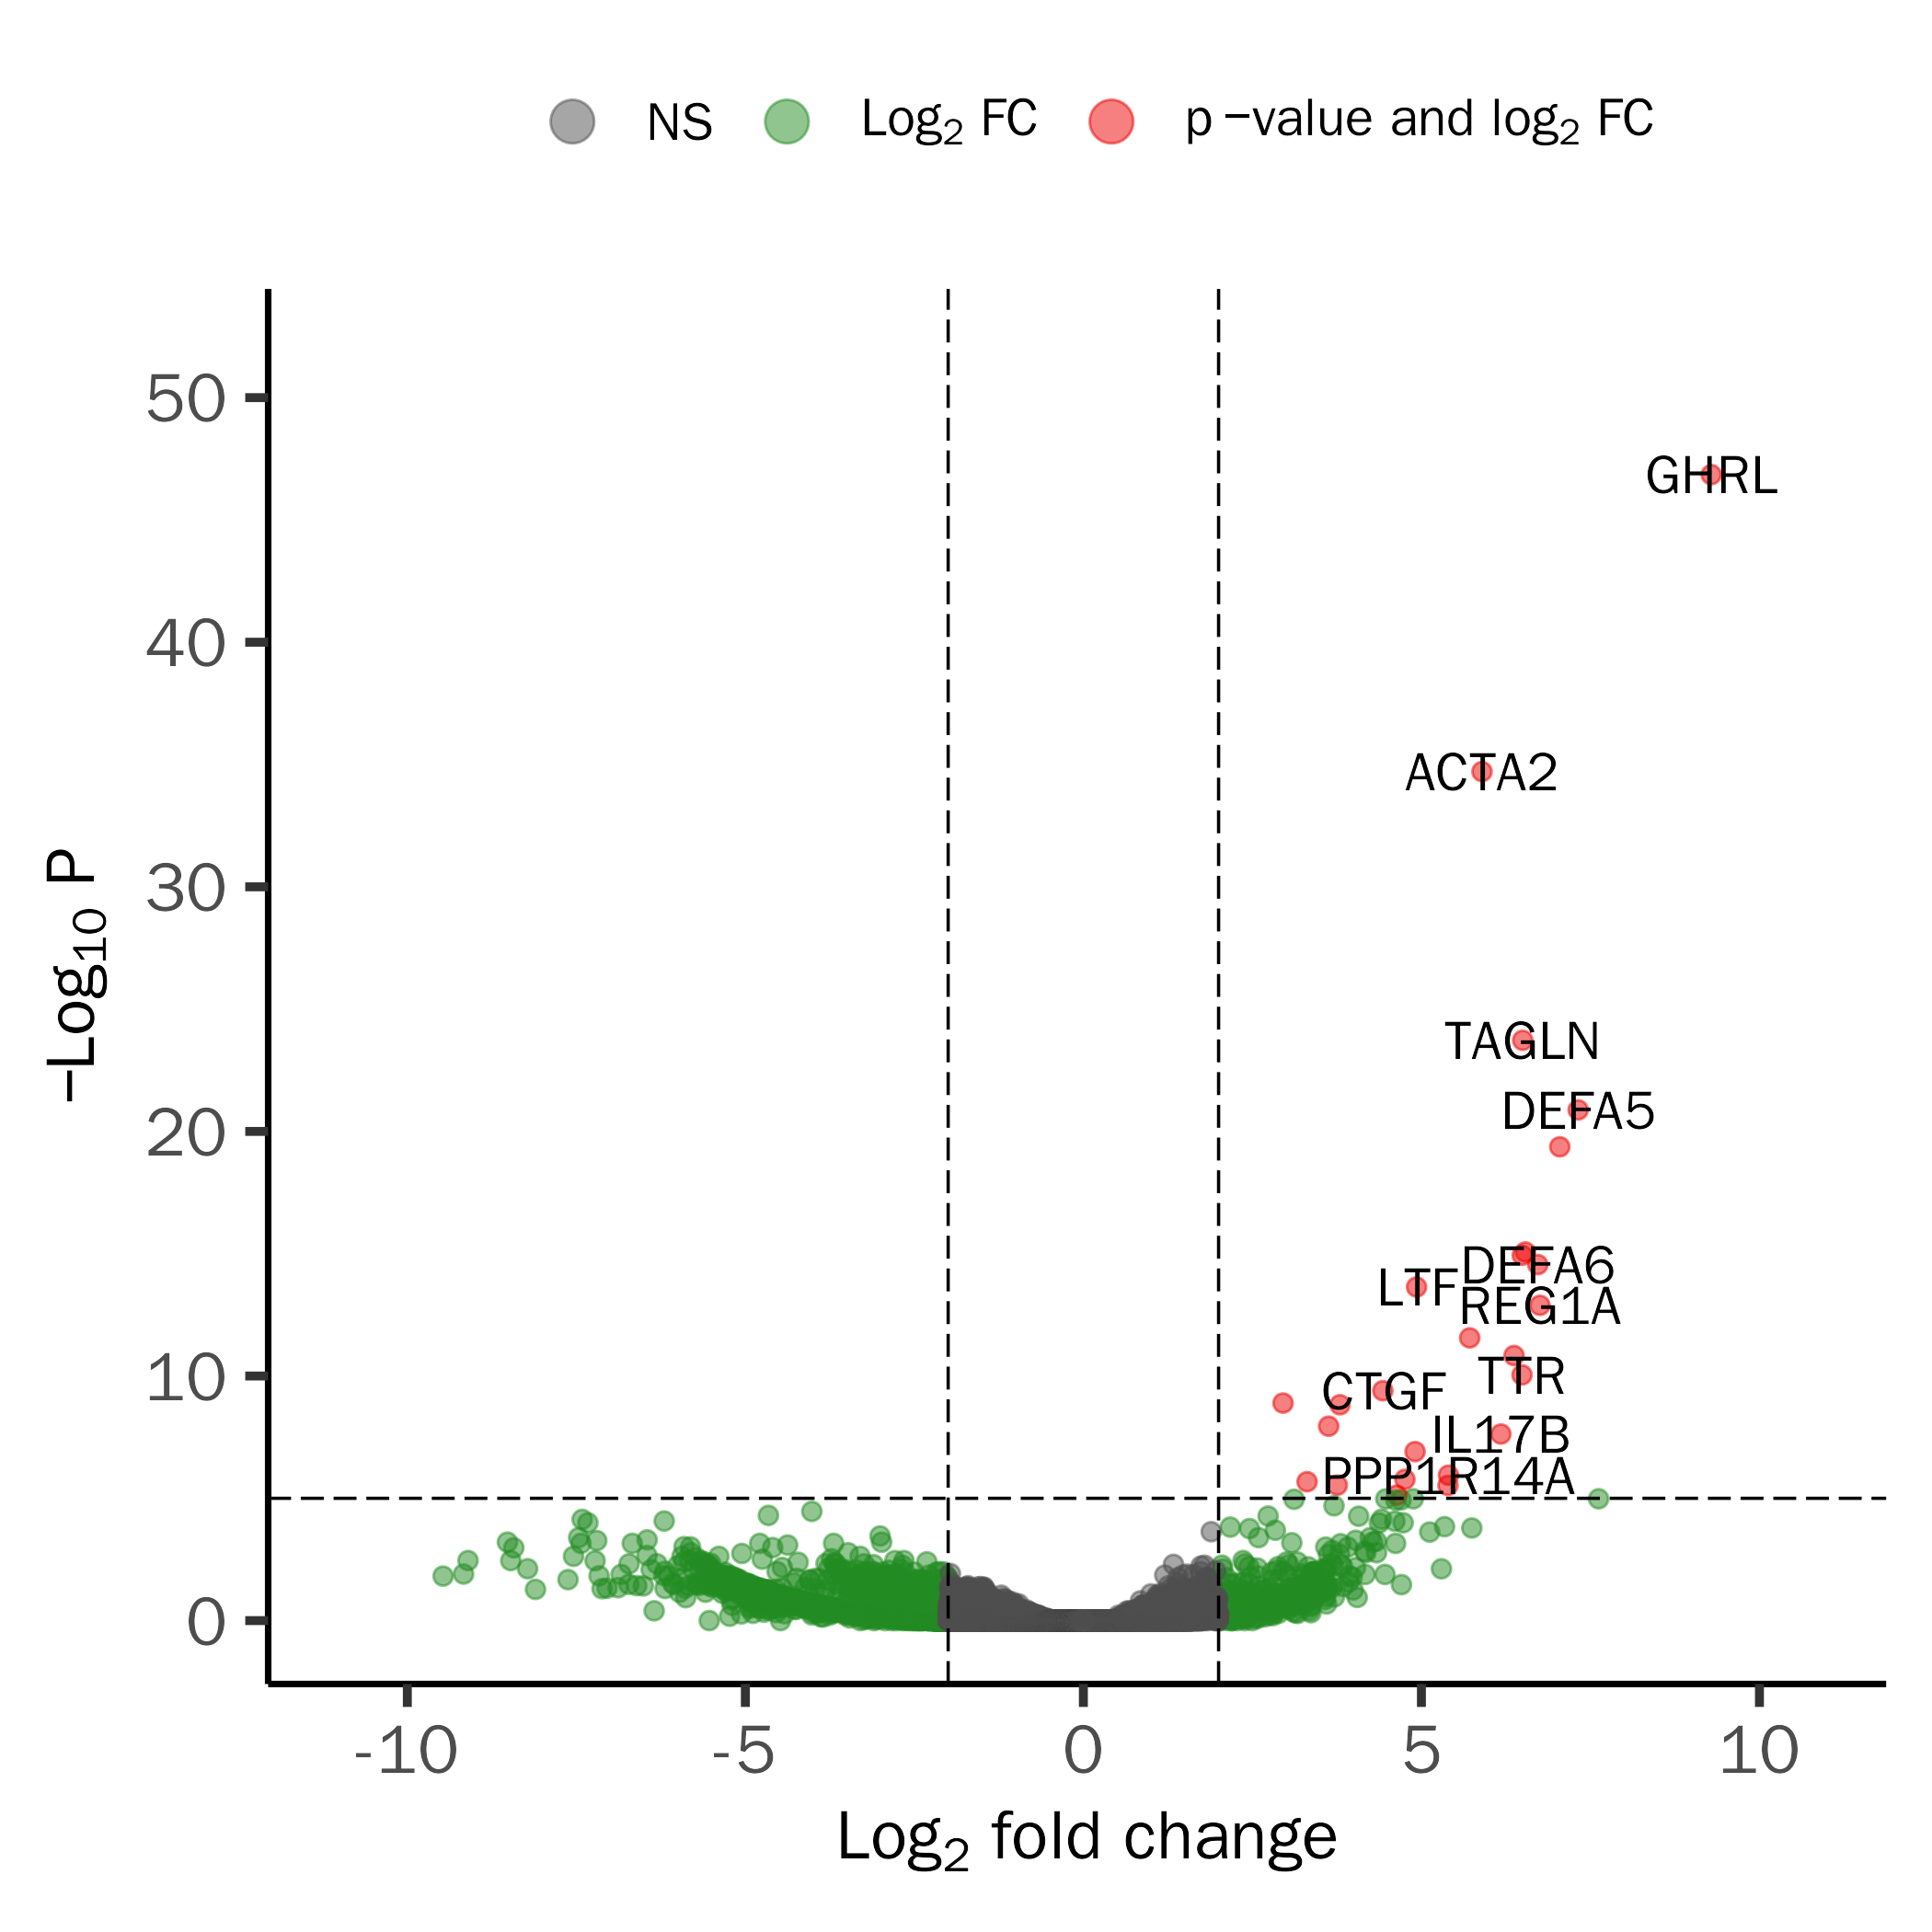 NS Log2 FC p −value and log2 FC
50
GHRL
40
ACTA2
30
−Log10 P
TAGLN
20
DEFA5
DEFA6
LTF
REG1A
10
TTR
CTGF
IL17B
PPP1R14A
0
-10 -5 0 5 10
Log2 fold change